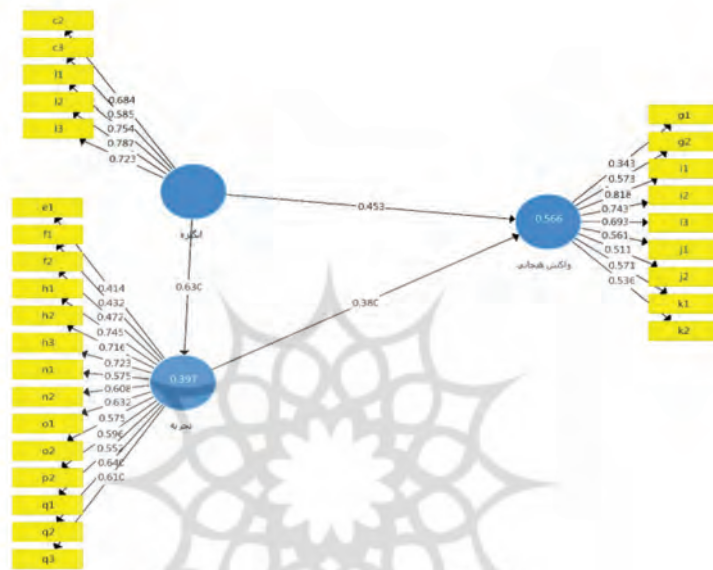 c2
c3
l1
l2
l3
0.684
0.585
0.754
0.787
0.723
انگیزه
0.453
0.630
0.380
e1
f1
f2
h1
h2
h3
n1
n2
o1
o2
p2
q1
q2
q3
0.414
0.432
0.472
0.745
0.716
0.723
0.575
0.608
0.632
0.575
0.596
0.552
0.640
0.610
0.397
تجربه
g1
g2
i1
i2
i3
j1
j2
k1
k2
0.343
0.573
0.818
0.743
0.693
0.561
0.511
0.571
0.536
0.566
واکنش هیجانی